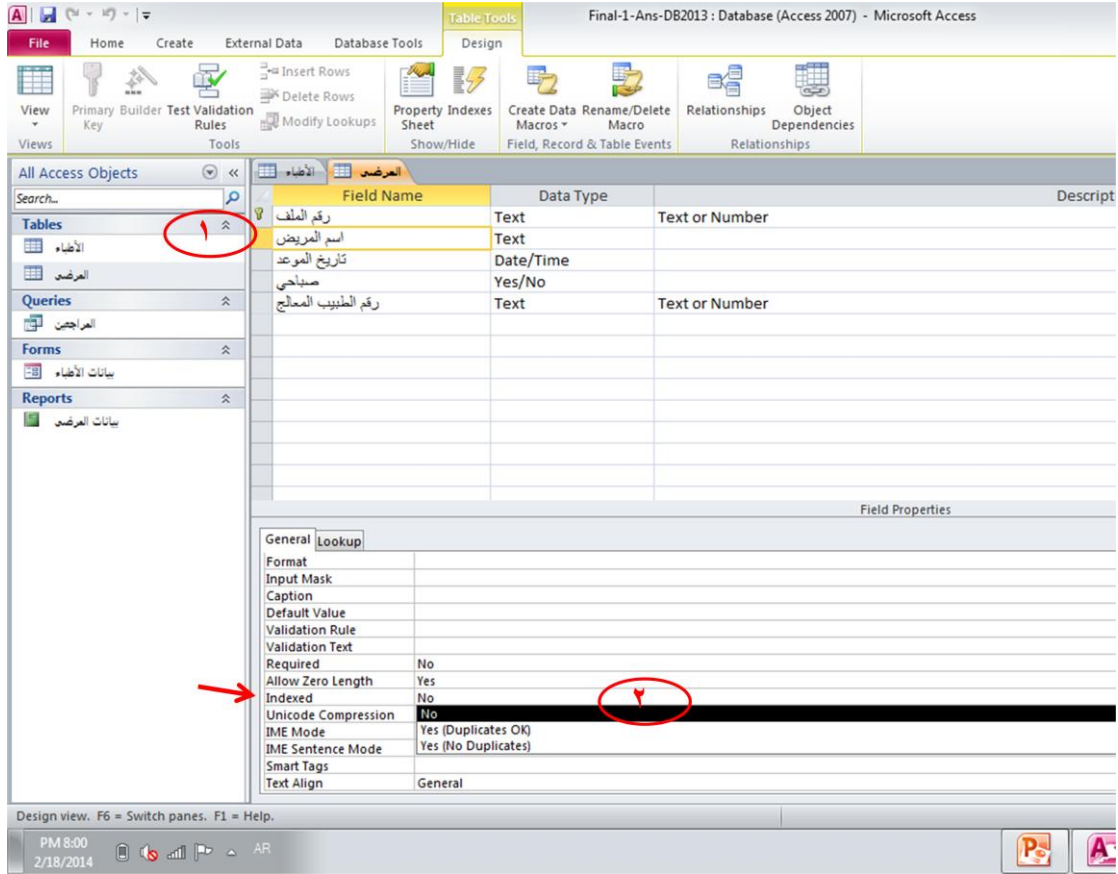 Table Tools
Final-1-Ans-DB2013 : Database (Access 2007) - Microsoft Access
File Home Create External Data Database Tools Design
View
Primary Key
Builder
Test Validation Rules
Insert Rows
Delete Rows
Modify Lookups
Property Sheet
Indexes
Create Data Macros
Rename/Delete Macro
Relationships
Object Dependencies
Views
Tools
Show/Hide
Field, Record & Table Events
Relationships
All Access Objects
Search...
Tables
١
الأطباء
المرضى
Queries
المراجعين
Forms
بيانات الأطباء
Reports
بيانات المرضى
الأطباء
المرضى
Field Name Data Type Descript
رقم الملف Text Text or Number
اسم المريض Text
تاريخ الموعد Date/Time
صباحي Yes/No
رقم الطبيب المعالج Text Text or Number
Field Properties
General Lookup
Format
Input Mask
Caption
Default Value
Validation Rule
Validation Text
Required No
Allow Zero Length Yes
Indexed No
٢
Unicode Compression No
IME Mode Yes (Duplicates OK)
IME Sentence Mode Yes (No Duplicates)
Smart Tags
Text Align General
Design view. F6 = Switch panes. F1 = Help.
PM 8:00
2/18/2014
AR